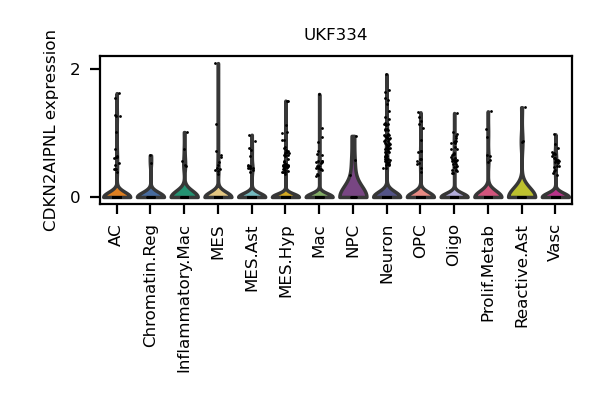 UKF334
CDKN2AIPNL expression
2
0
AC
Chromatin.Reg
Inflammatory.Mac
MES
MES.Ast
MES.Hyp
Mac
NPC
Neuron
OPC
Oligo
Prolif.Metab
Reactive.Ast
Vasc